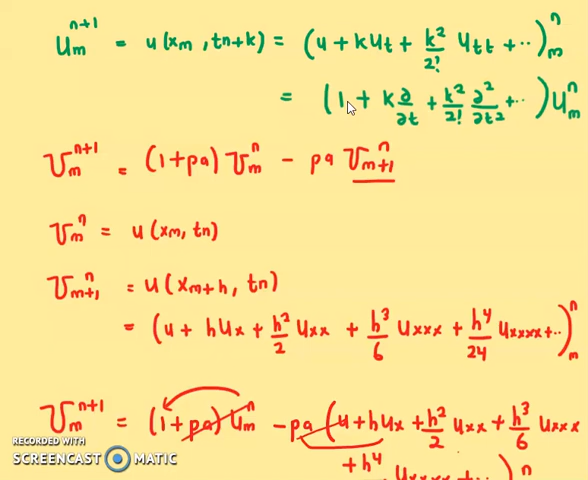 u_m^{n+1} = u(x_m, t_n+k) = (u + ku_t + k²/2! u_tt + ..)_m^n
= (1 + k ∂/∂t + k²/2! ∂²/∂t² + ..) u_m^n
v_m^{n+1} = (1+pa) v_m^n - pa v_{m+1}^n
v_m^n = u(x_m, t_n)
v_{m+1}^n = u(x_m+h, t_n)
= (u + hu_x + h²/2 u_xx + h³/6 u_xxx + h⁴/24 u_xxxx + ..)_m^n
v_m^{n+1} = (1+pa) u_m^n - pa (u + hu_x + h²/2 u_xx + h³/6 u_xxx
RECORDED WITH
SCREENCAST MATIC